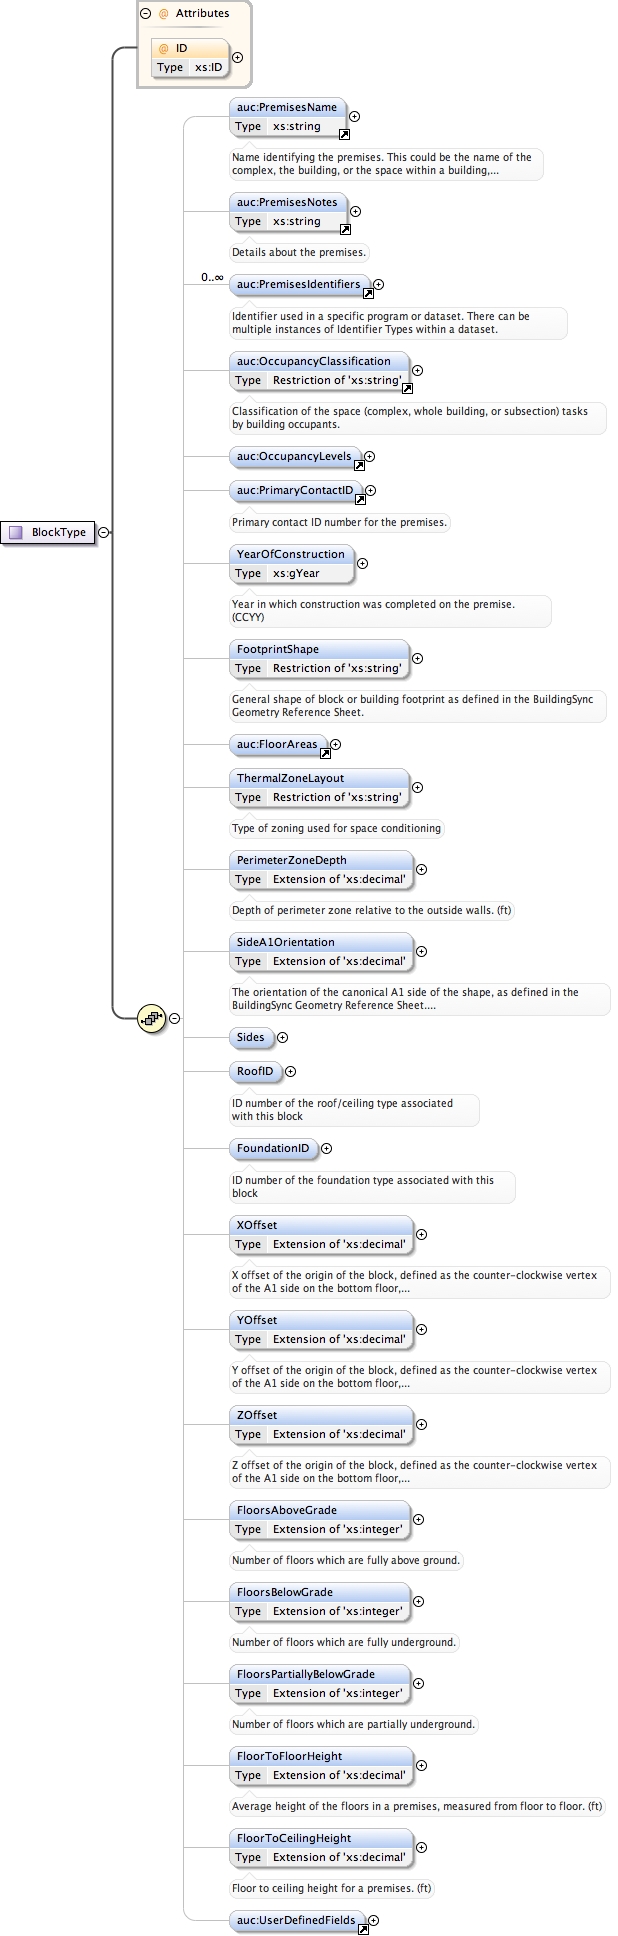 @ Attributes
@ ID
Type xs:ID
auc:PremisesName
Type xs:string
Name identifying the premises. This could be the name of the
complex, the building, or the space within a building,...
auc:PremisesNotes
Type xs:string
Details about the premises.
0..∞
auc:PremisesIdentifiers
Identifier used in a specific program or dataset. There can be
multiple instances of Identifier Types within a dataset.
auc:OccupancyClassification
Type Restriction of 'xs:string'
Classification of the space (complex, whole building, or subsection) tasks
by building occupants.
auc:OccupancyLevels
auc:PrimaryContactID
Primary contact ID number for the premises.
BlockType
YearOfConstruction
Type xs:gYear
Year in which construction was completed on the premise.
(CCYY)
FootprintShape
Type Restriction of 'xs:string'
General shape of block or building footprint as defined in the BuildingSync
Geometry Reference Sheet.
auc:FloorAreas
ThermalZoneLayout
Type Restriction of 'xs:string'
Type of zoning used for space conditioning
PerimeterZoneDepth
Type Extension of 'xs:decimal'
Depth of perimeter zone relative to the outside walls. (ft)
SideA1Orientation
Type Extension of 'xs:decimal'
The orientation of the canonical A1 side of the shape, as defined in the
BuildingSync Geometry Reference Sheet....
Sides
RoofID
ID number of the roof/ceiling type associated
with this block
FoundationID
ID number of the foundation type associated with this
block
XOffset
Type Extension of 'xs:decimal'
X offset of the origin of the block, defined as the counter-clockwise vertex
of the A1 side on the bottom floor,...
YOffset
Type Extension of 'xs:decimal'
Y offset of the origin of the block, defined as the counter-clockwise vertex
of the A1 side on the bottom floor,...
ZOffset
Type Extension of 'xs:decimal'
Z offset of the origin of the block, defined as the counter-clockwise vertex
of the A1 side on the bottom floor,...
FloorsAboveGrade
Type Extension of 'xs:integer'
Number of floors which are fully above ground.
FloorsBelowGrade
Type Extension of 'xs:integer'
Number of floors which are fully underground.
FloorsPartiallyBelowGrade
Type Extension of 'xs:integer'
Number of floors which are partially underground.
FloorToFloorHeight
Type Extension of 'xs:decimal'
Average height of the floors in a premises, measured from floor to floor. (ft)
FloorToCeilingHeight
Type Extension of 'xs:decimal'
Floor to ceiling height for a premises. (ft)
auc:UserDefinedFields